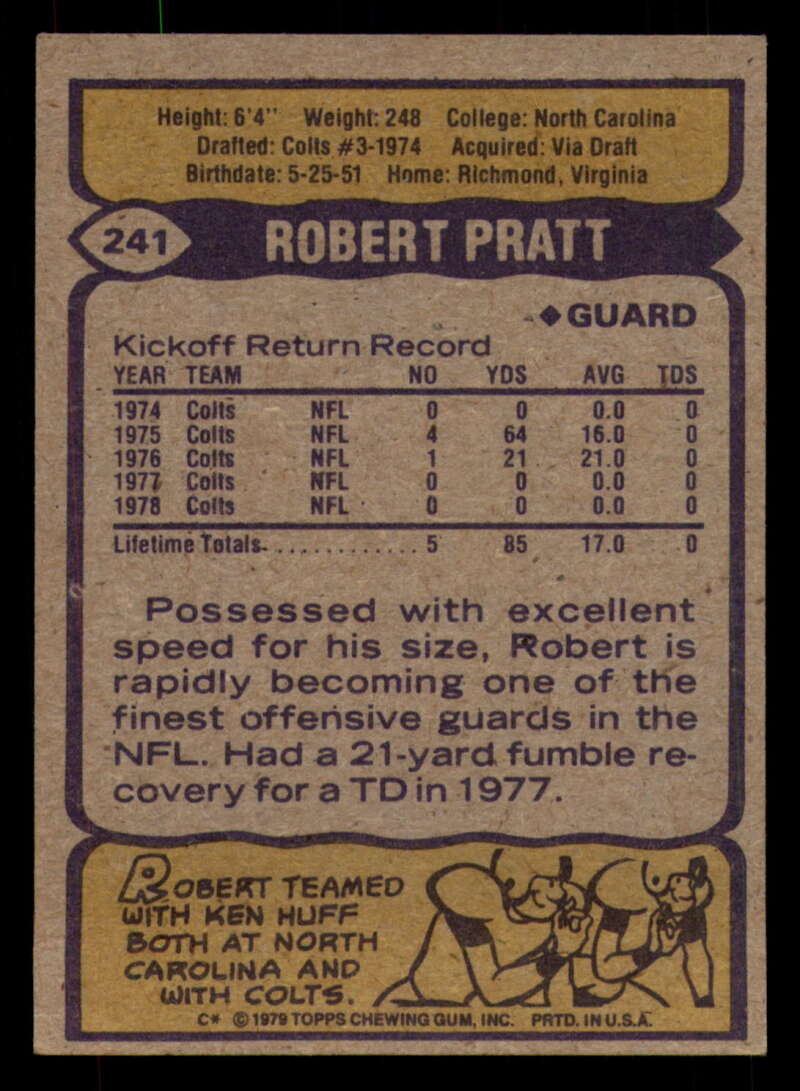 Height: 6'4" Weight: 248 College: North Carolina
Drafted: Colts #3-1974 Acquired: Via Draft
Birthdate: 5-25-51 Home: Richmond, Virginia
241 ROBERT PRATT
GUARD
Kickoff Return Record
YEAR TEAM NO YDS AVG TDS
1974 Colts NFL 0 0 0.0 0
1975 Colts NFL 4 64 16.0 0
1976 Colts NFL 1 21 21.0 0
1977 Colts NFL 0 0 0.0 0
1978 Colts NFL 0 0 0.0 0
Lifetime Totals............. 5 85 17.0 0
Possessed with excellent
speed for his size, Robert is
rapidly becoming one of the
finest offensive guards in the
NFL. Had a 21-yard fumble re-
covery for a TD in 1977.
ROBERT TEAMED
WITH KEN HUFF
BOTH AT NORTH
CAROLINA AND
WITH COLTS.
C* © 1979 TOPPS CHEWING GUM, INC. PRTD. IN U.S.A.